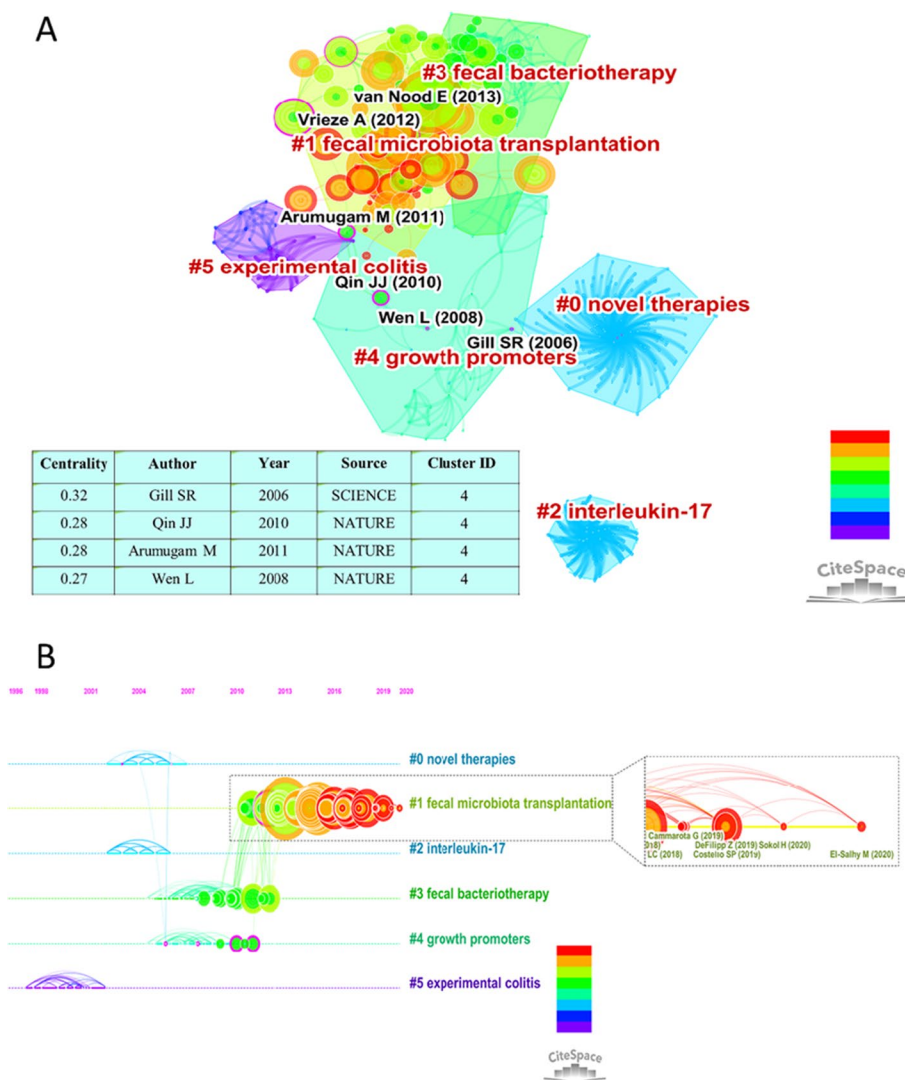 A
#3 fecal bacteriotherapy
van Nood E (2013)
Vrieze A (2012)
#1 fecal microbiota transplantation
Arumugam M (2011)
#5 experimental colitis
Qin JJ (2010)
#0 novel therapies
Wen L (2008)
Gill SR (2006)
#4 growth promoters
Centrality Author Year Source Cluster ID
0.32 Gill SR 2006 SCIENCE 4
0.28 Qin JJ 2010 NATURE 4
0.28 Arumugam M 2011 NATURE 4
0.27 Wen L 2008 NATURE 4
#2 interleukin-17
CiteSpace
B
1996 1998 2001 2004 2007 2010 2013 2016 2019 2020
#0 novel therapies
#1 fecal microbiota transplantation
#2 interleukin-17
#3 fecal bacteriotherapy
#4 growth promoters
#5 experimental colitis
Cammarota G (2019)
DeFilipp Z (2019) Sokol H (2020)
LC (2018) Costello SP (2019) El-Salhy M (2020)
CiteSpace